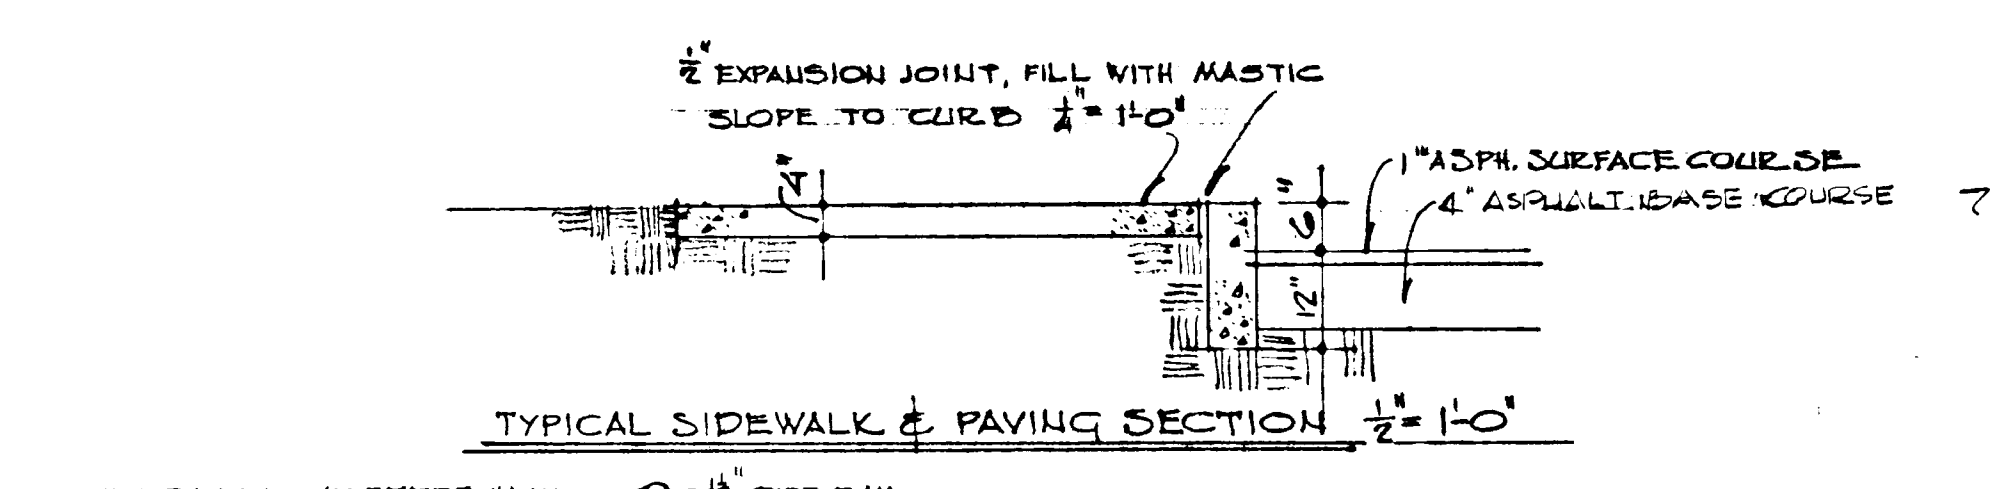 1/2" EXPANSION JOINT, FILL WITH MASTIC
SLOPE TO CURB 1/4" = 1'-0"
4"
6"
12"
1" ASPH. SURFACE COURSE
4" ASPHALT BASE COURSE
TYPICAL SIDEWALK & PAVING SECTION 1/2" = 1'-0"